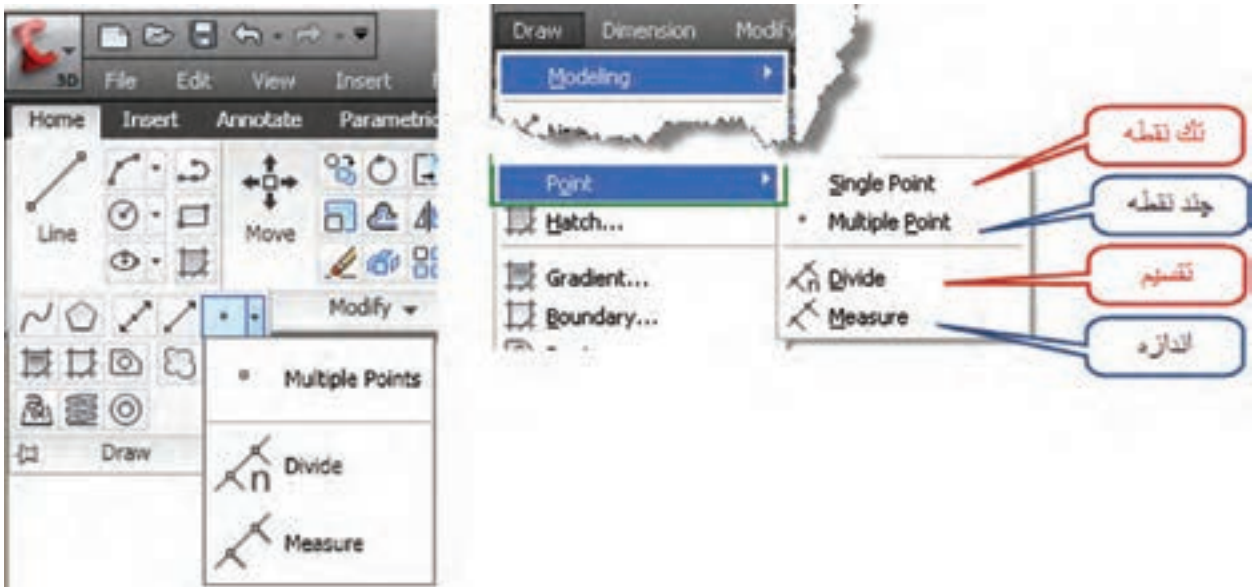 3D
File Edit View Insert
Home Insert Annotate Parametric
Line
Move
Modify
Multiple Points
Divide
Measure
Draw
Draw Dimension Modify
Modeling
Point
Hatch...
Gradient...
Boundary...
Single Point
Multiple Point
Divide
Measure
تک نقطه
چند نقطه
تقسیم
اندازه